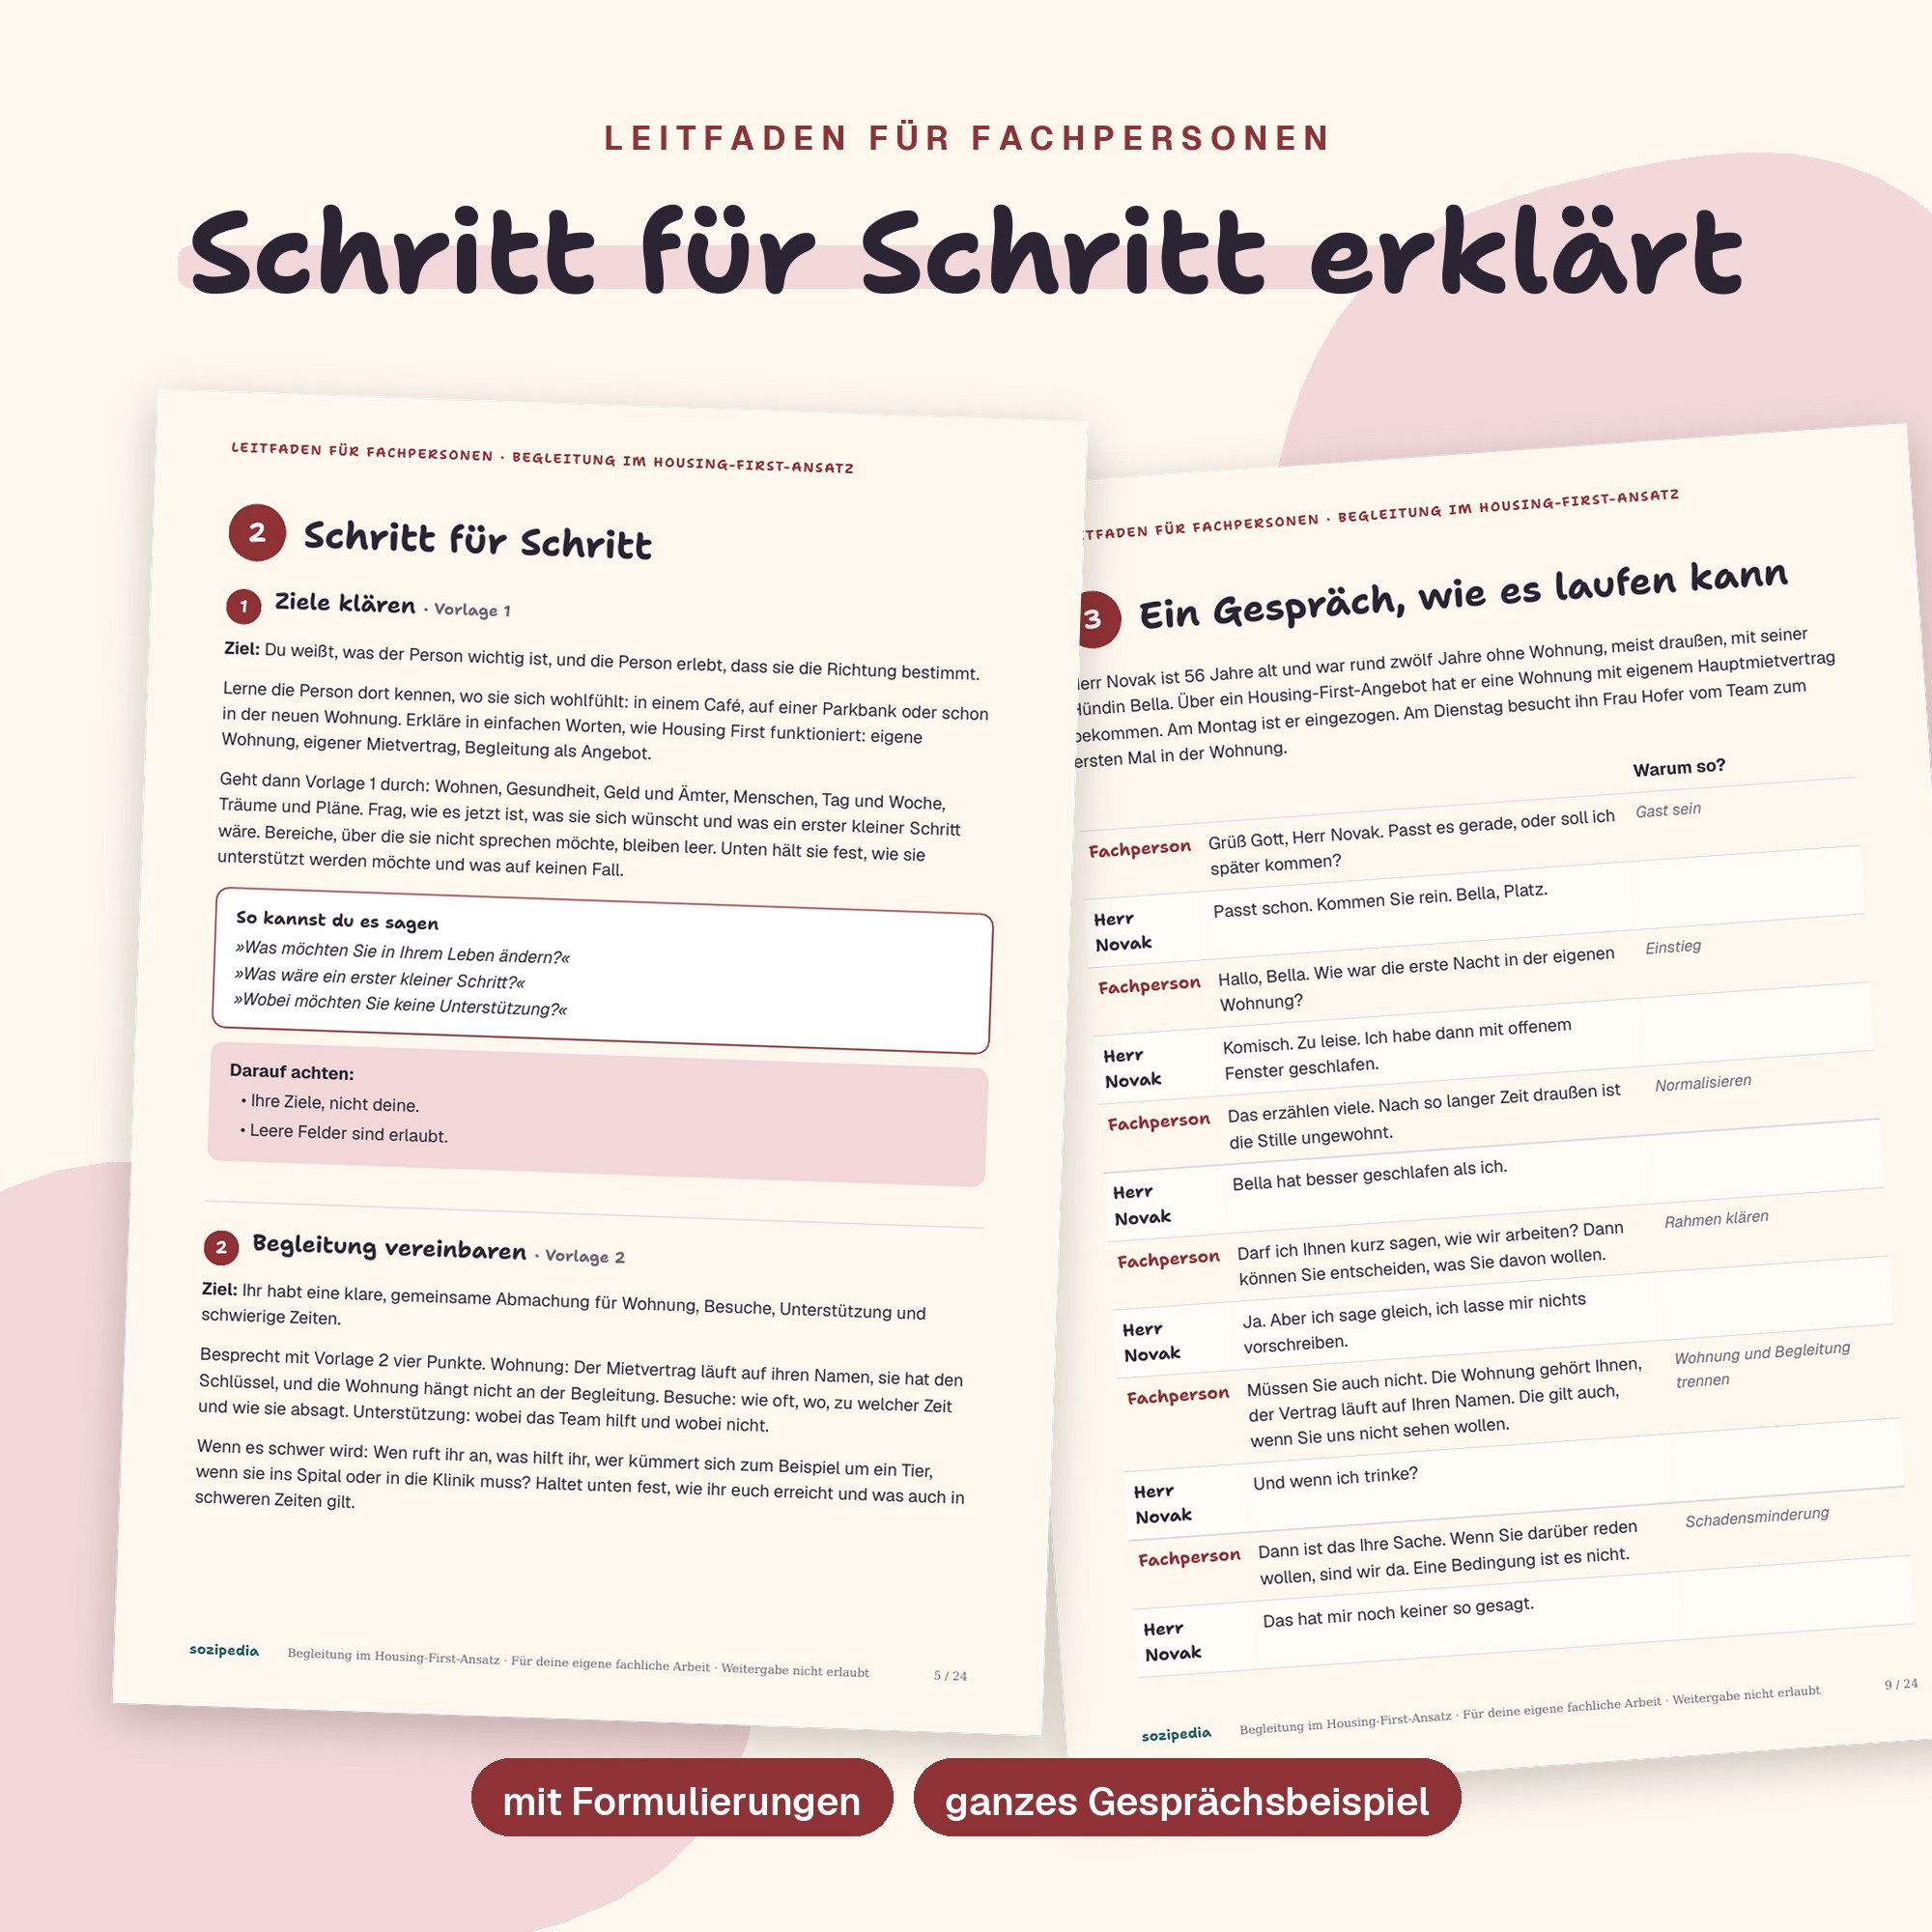 LEITFADEN FÜR FACHPERSONEN
Schritt für Schritt erklärt
LEITFADEN FÜR FACHPERSONEN · BEGLEITUNG IM HOUSING-FIRST-ANSATZ
2 Schritt für Schritt
1 Ziele klären · Vorlage 1
Ziel: Du weißt, was der Person wichtig ist, und die Person erlebt, dass sie die Richtung bestimmt.
Lerne die Person dort kennen, wo sie sich wohlfühlt: in einem Café, auf einer Parkbank oder schon
in der neuen Wohnung. Erkläre in einfachen Worten, wie Housing First funktioniert: eigene
Wohnung, eigener Mietvertrag, Begleitung als Angebot.
Geht dann Vorlage 1 durch: Wohnen, Gesundheit, Geld und Ämter, Menschen, Tag und Woche,
Träume und Pläne. Frag, wie es jetzt ist, was sie sich wünscht und was ein erster kleiner Schritt
wäre. Bereiche, über die sie nicht sprechen möchte, bleiben leer. Unten hält sie fest, wie sie
unterstützt werden möchte und was auf keinen Fall.
So kannst du es sagen
»Was möchten Sie in Ihrem Leben ändern?«
»Was wäre ein erster kleiner Schritt?«
»Wobei möchten Sie keine Unterstützung?«
Darauf achten:
• Ihre Ziele, nicht deine.
• Leere Felder sind erlaubt.
2 Begleitung vereinbaren · Vorlage 2
Ziel: Ihr habt eine klare, gemeinsame Abmachung für Wohnung, Besuche, Unterstützung und
schwierige Zeiten.
Besprecht mit Vorlage 2 vier Punkte. Wohnung: Der Mietvertrag läuft auf ihren Namen, sie hat den
Schlüssel, und die Wohnung hängt nicht an der Begleitung. Besuche: wie oft, wo, zu welcher Zeit
und wie sie absagt. Unterstützung: wobei das Team hilft und wobei nicht.
Wenn es schwer wird: Wen ruft ihr an, was hilft ihr, wer kümmert sich zum Beispiel um ein Tier,
wenn sie ins Spital oder in die Klinik muss? Haltet unten fest, wie ihr euch erreicht und was auch in
schweren Zeiten gilt.
sozipedia Begleitung im Housing-First-Ansatz · Für deine eigene fachliche Arbeit · Weitergabe nicht erlaubt 5 / 24
FÜR FACHPERSONEN · BEGLEITUNG IM HOUSING-FIRST-ANSATZ
3 Ein Gespräch, wie es laufen kann
Novak ist 56 Jahre alt und war rund zwölf Jahre ohne Wohnung, meist draußen, mit seiner
Hündin Bella. Über ein Housing-First-Angebot hat er eine Wohnung mit eigenem Hauptmietvertrag
bekommen. Am Montag ist er eingezogen. Am Dienstag besucht ihn Frau Hofer vom Team zum
ersten Mal in der Wohnung.
Warum so?
Fachperson Grüß Gott, Herr Novak. Passt es gerade, oder soll ich Gast sein
später kommen?
Herr Passt schon. Kommen Sie rein. Bella, Platz.
Novak
Fachperson Hallo, Bella. Wie war die erste Nacht in der eigenen Einstieg
Wohnung?
Herr Komisch. Zu leise. Ich habe dann mit offenem
Novak Fenster geschlafen.
Fachperson Das erzählen viele. Nach so langer Zeit draußen ist Normalisieren
die Stille ungewohnt.
Herr Bella hat besser geschlafen als ich.
Novak
Fachperson Darf ich Ihnen kurz sagen, wie wir arbeiten? Dann Rahmen klären
können Sie entscheiden, was Sie davon wollen.
Herr Ja. Aber ich sage gleich, ich lasse mir nichts
Novak vorschreiben.
Fachperson Müssen Sie auch nicht. Die Wohnung gehört Ihnen, Wohnung und Begleitung
der Vertrag läuft auf Ihren Namen. Die gilt auch, trennen
wenn Sie uns nicht sehen wollen.
Herr Und wenn ich trinke?
Novak
Fachperson Dann ist das Ihre Sache. Wenn Sie darüber reden Schadensminderung
wollen, sind wir da. Eine Bedingung ist es nicht.
Herr Das hat mir noch keiner so gesagt.
Novak
sozipedia Begleitung im Housing-First-Ansatz · Für deine eigene fachliche Arbeit · Weitergabe nicht erlaubt 9 / 24
mit Formulierungen
ganzes Gesprächsbeispiel